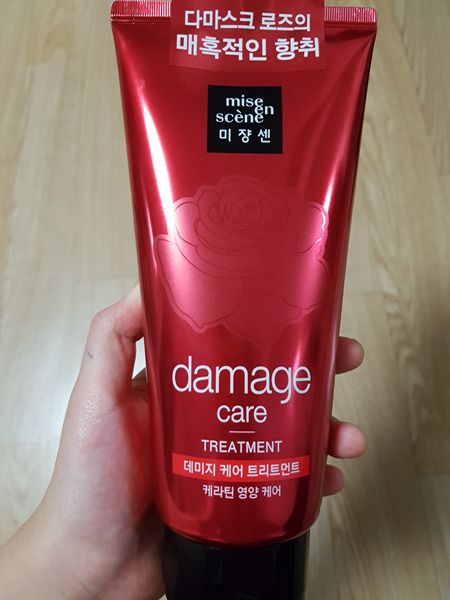 다마스크 로즈의
매혹적인 향취
mise
en
scène
미쟝센
damage
care
TREATMENT
데미지 케어 트리트먼트
케라틴 영양 케어